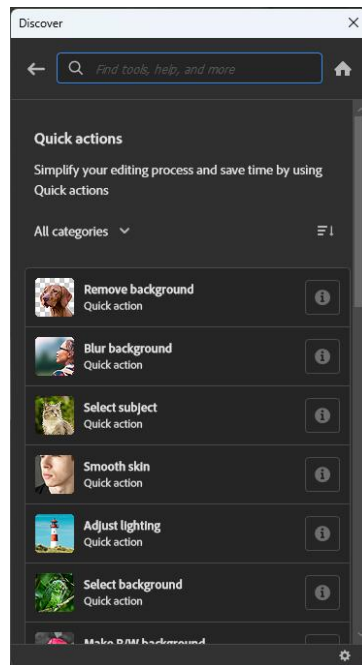 Discover
Find tools, help, and more
Quick actions
Simplify your editing process and save time by using
Quick actions
All categories
Remove background
Quick action
Blur background
Quick action
Select subject
Quick action
Smooth skin
Quick action
Adjust lighting
Quick action
Select background
Quick action
Make B/W background